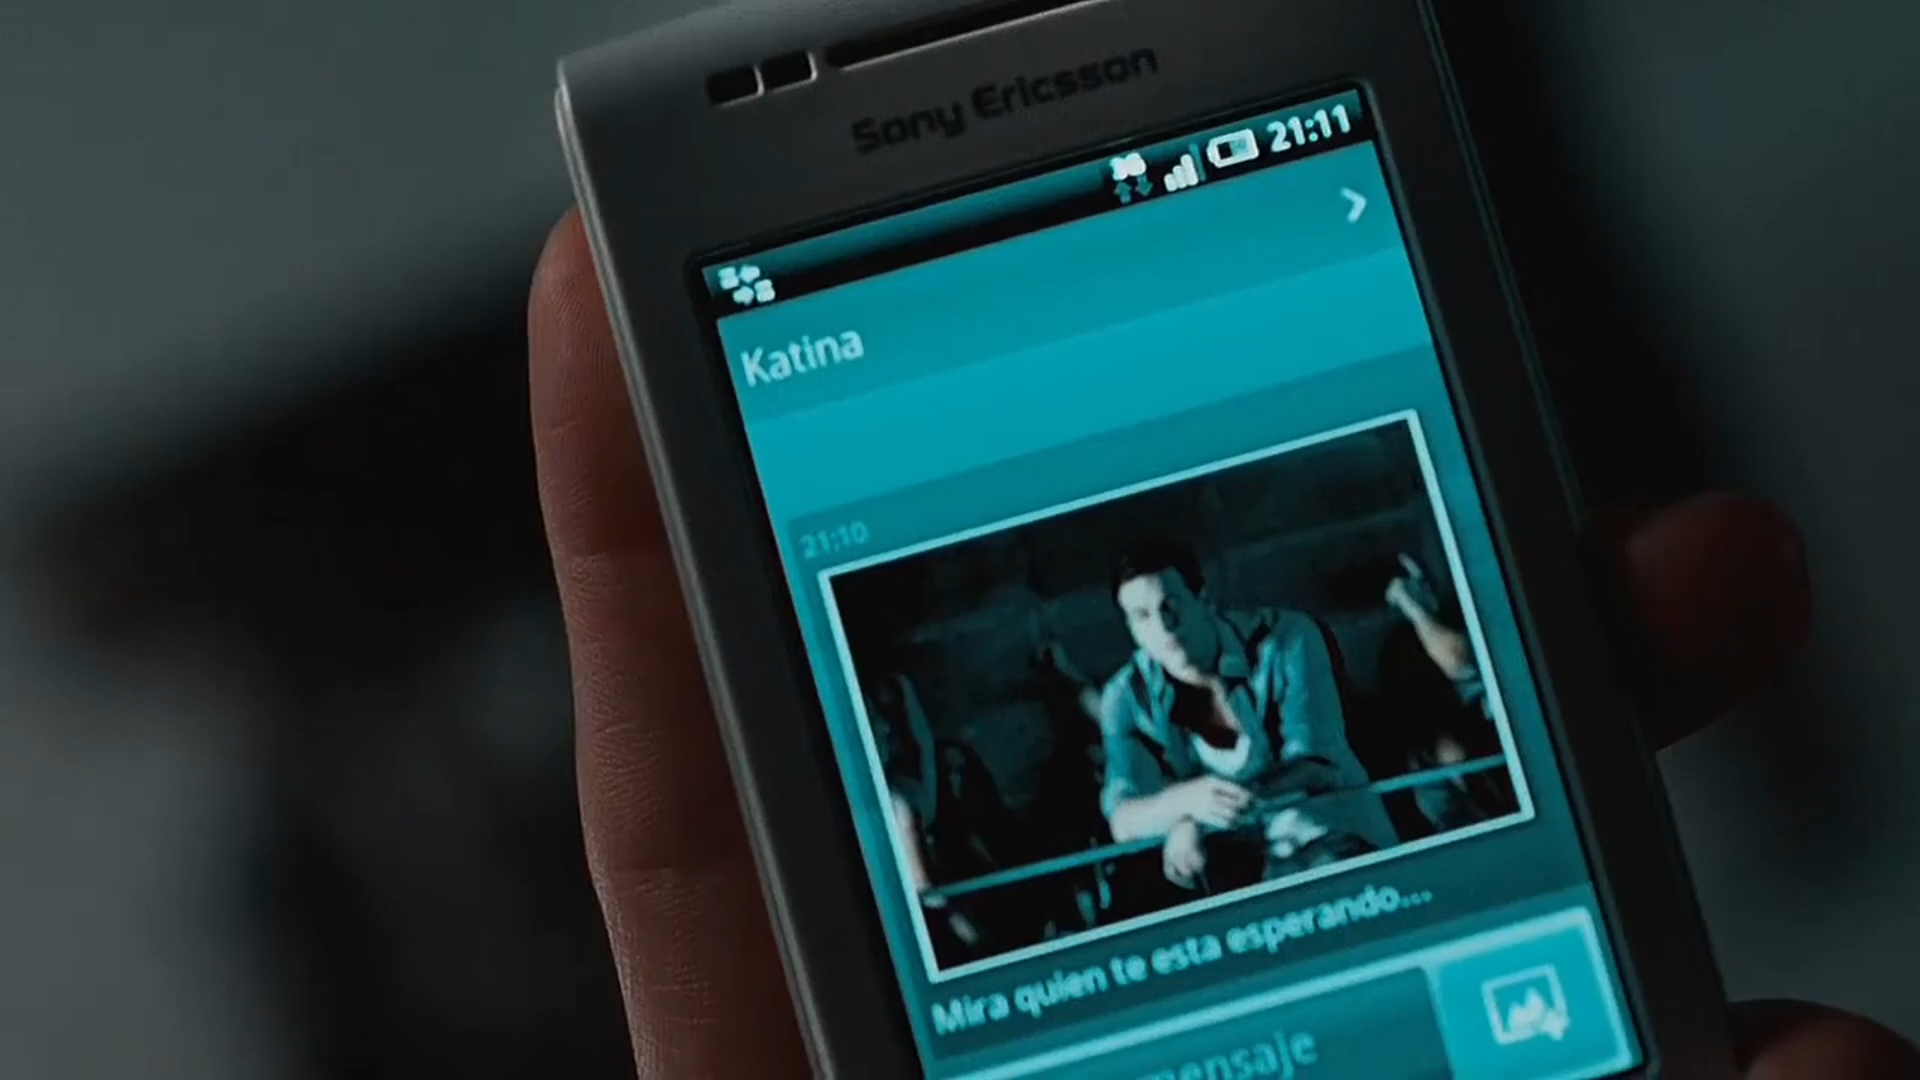 Sony Ericsson
21:11
Katina
21:10
Mira quien te esta esperando...
mensaje